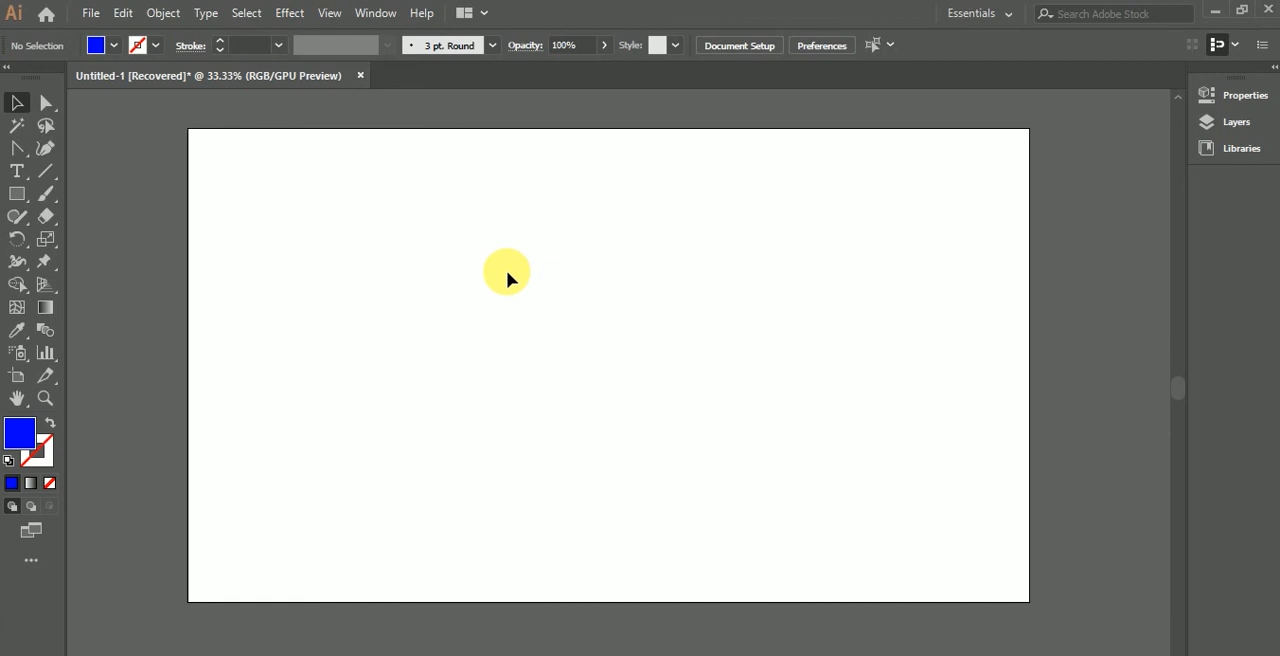 Ai File Edit Object Type Select Effect View Window Help Essentials Search Adobe Stock
No Selection Stroke: 3 pt. Round Opacity: 100% Style: Document Setup Preferences
Untitled-1 [Recovered]* @ 33.33% (RGB/GPU Preview)
Properties
Layers
Libraries